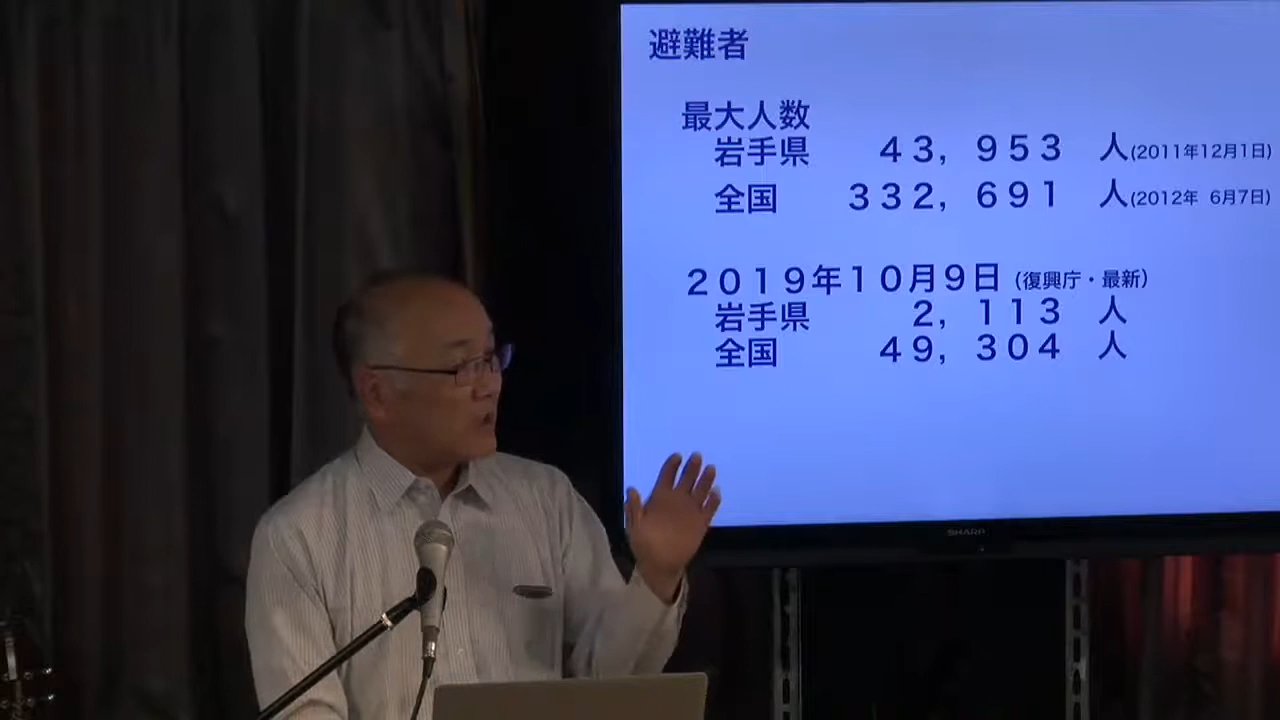 避難者
最大人数
岩手県 43,953 人(2011年12月1日)
全国 332,691 人(2012年 6月7日)
2019年10月9日(復興庁・最新)
岩手県 2,113 人
全国 49,304 人
SHARP